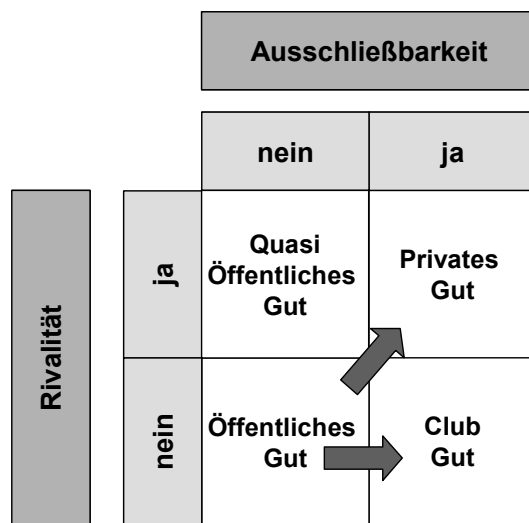 Ausschließbarkeit
nein
ja
Rivalität
ja
Quasi
Öffentliches
Gut
Privates
Gut
nein
Öffentliches
Gut
Club
Gut